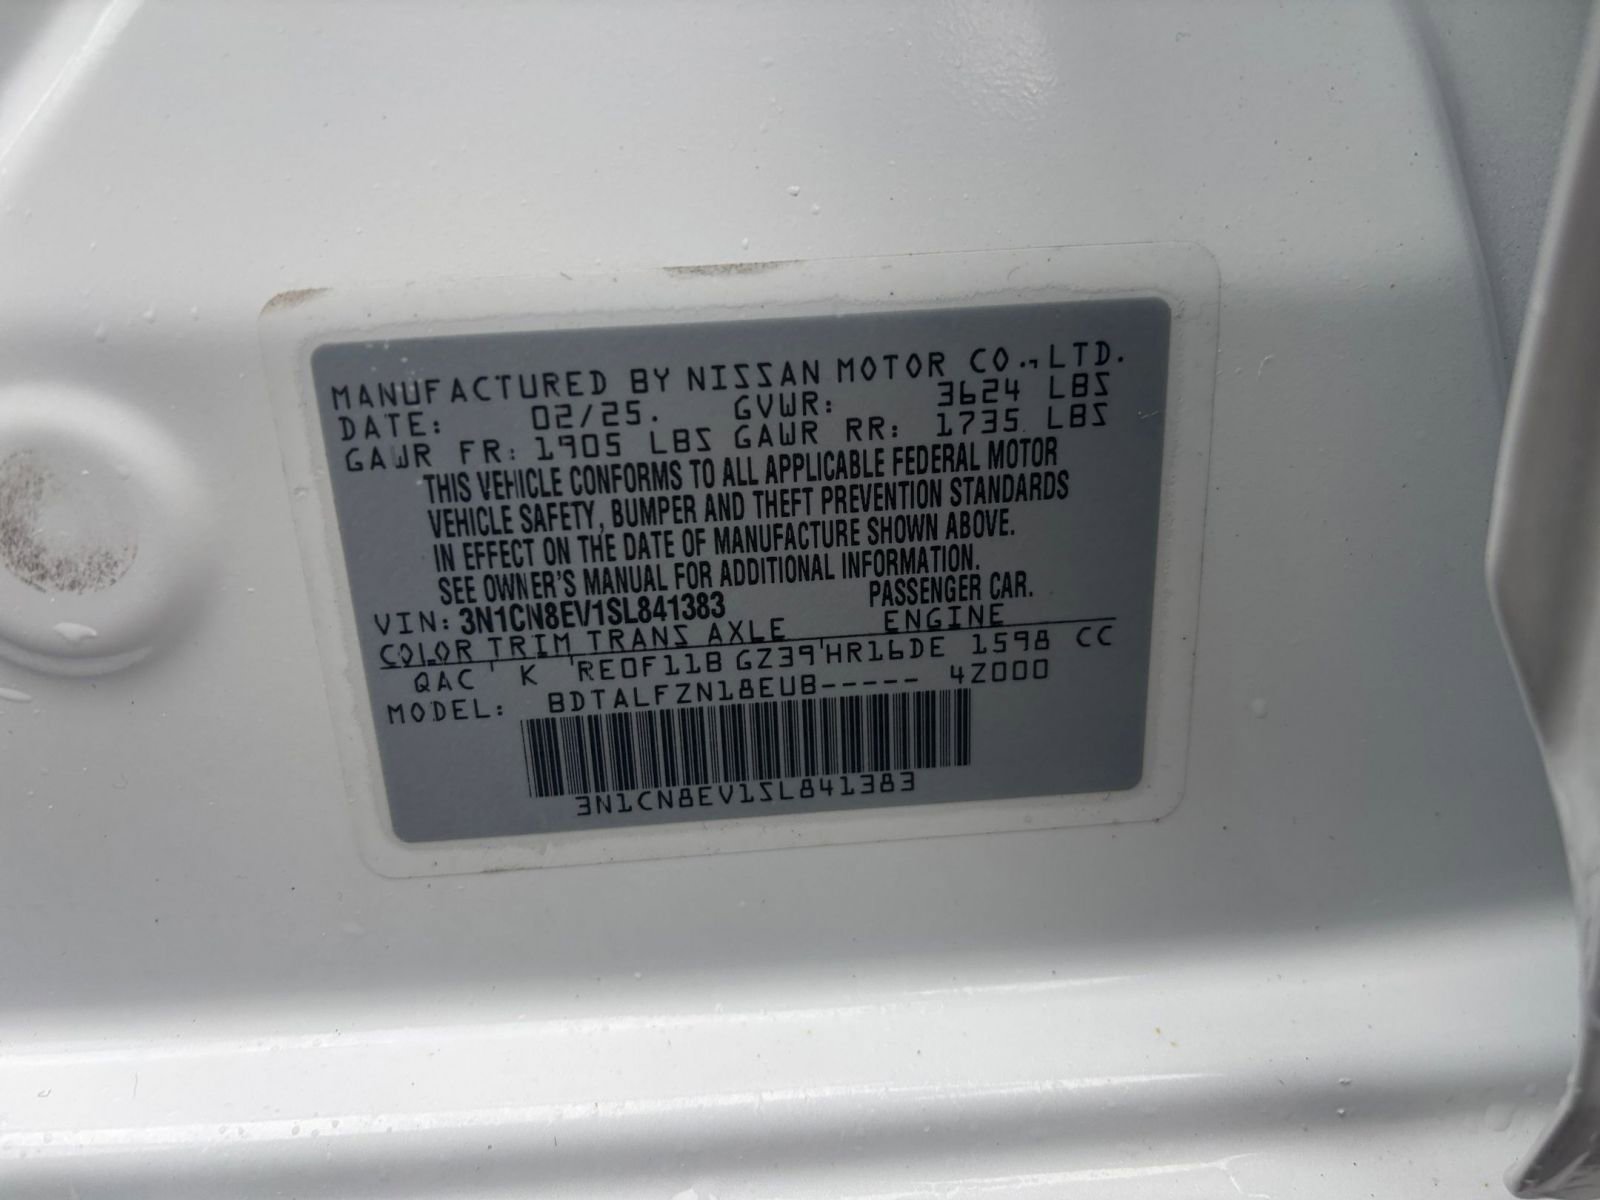 MANUFACTURED BY NISSAN MOTOR CO., LTD.
DATE: 02/25. GVWR: 3624 LBS
GAWR FR: 1905 LBS GAWR RR: 1735 LBS
THIS VEHICLE CONFORMS TO ALL APPLICABLE FEDERAL MOTOR
VEHICLE SAFETY, BUMPER AND THEFT PREVENTION STANDARDS
IN EFFECT ON THE DATE OF MANUFACTURE SHOWN ABOVE.
SEE OWNER'S MANUAL FOR ADDITIONAL INFORMATION.
VIN: 3N1CN8EV1SL841383 PASSENGER CAR.
COLOR TRIM TRANS AXLE ENGINE
QAC K RE0F11B GZ39 HR16DE 1598 CC
MODEL: BDTALFZN18EUB----- 4Z000
3N1CN8EV1SL841383